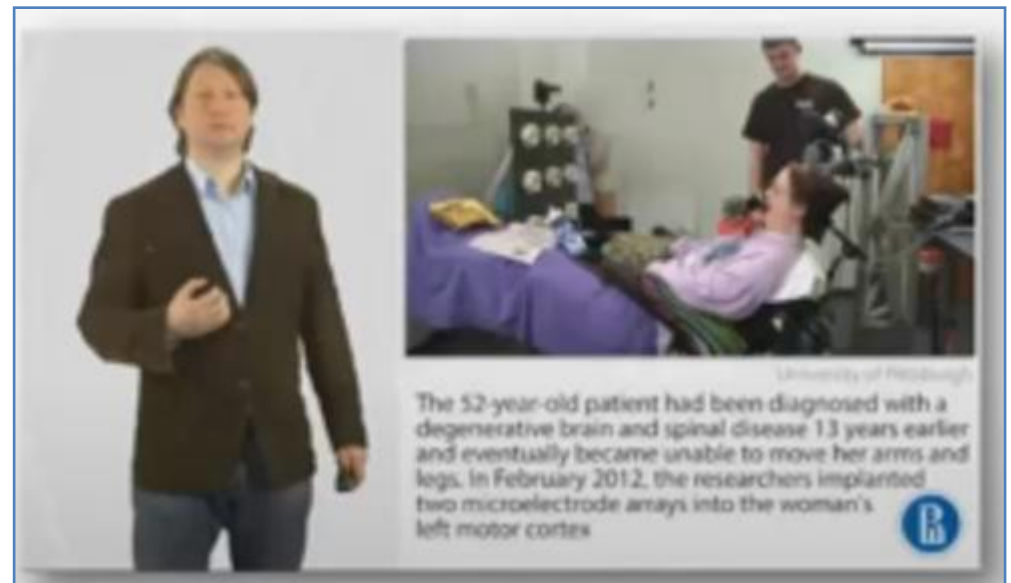 University of Pittsburgh
The 52-year-old patient had been diagnosed with a
degenerative brain and spinal disease 13 years earlier
and eventually became unable to move her arms and
legs. In February 2012, the researchers implanted
two microelectrode arrays into the woman's
left motor cortex